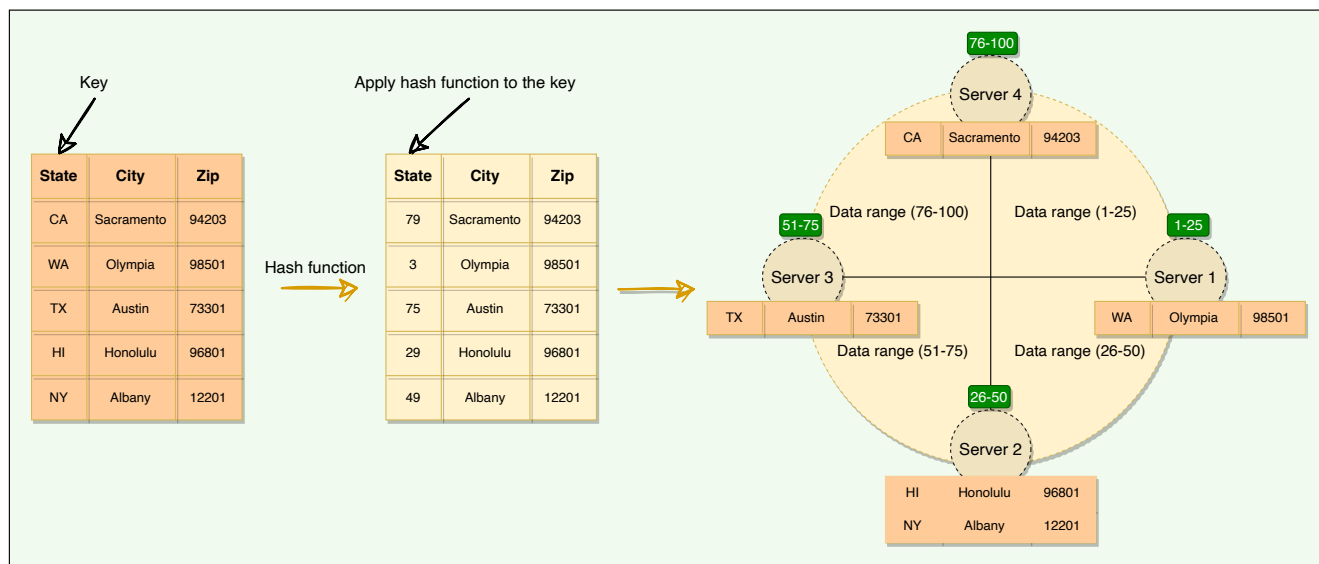 Key
State City Zip
CA Sacramento 94203
WA Olympia 98501
TX Austin 73301
HI Honolulu 96801
NY Albany 12201
Hash function
Apply hash function to the key
State City Zip
79 Sacramento 94203
3 Olympia 98501
75 Austin 73301
29 Honolulu 96801
49 Albany 12201
76-100
Server 4
CA Sacramento 94203
Data range (76-100)
Data range (1-25)
51-75
Server 3
TX Austin 73301
1-25
Server 1
WA Olympia 98501
Data range (51-75)
Data range (26-50)
26-50
Server 2
HI Honolulu 96801
NY Albany 12201